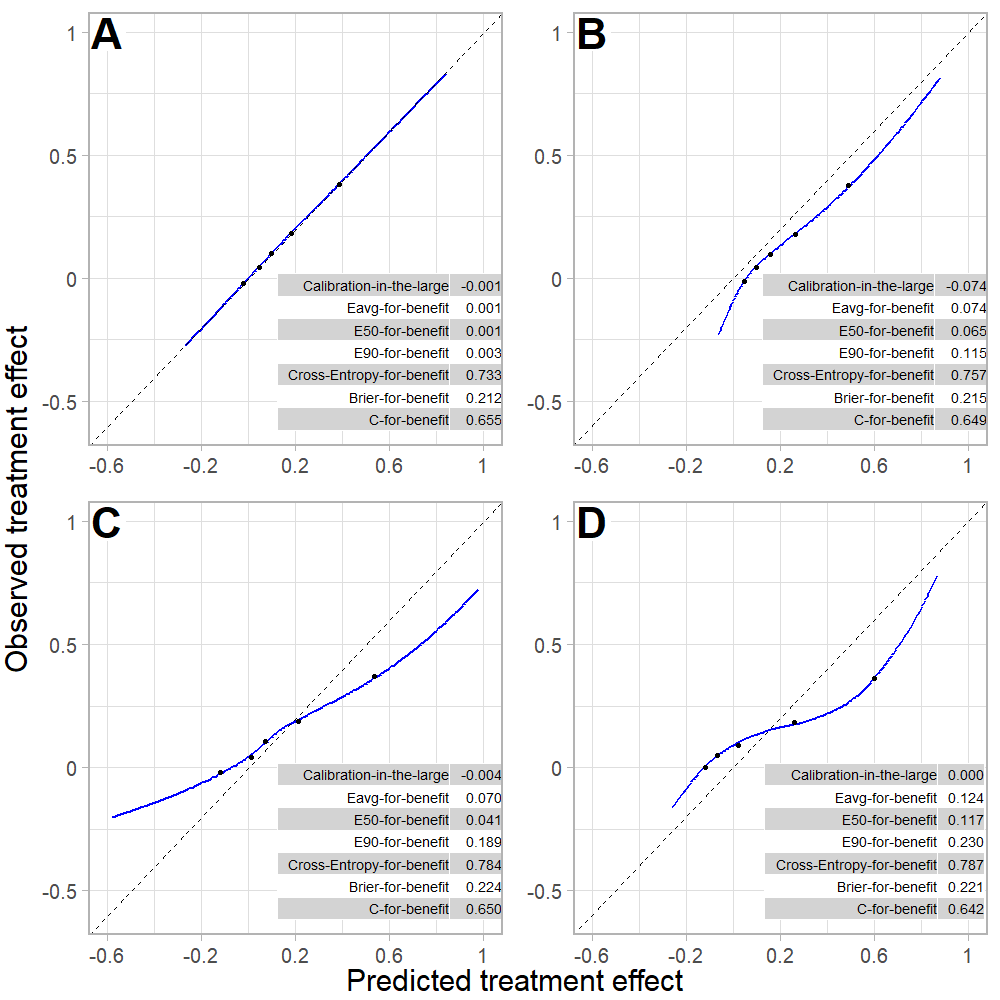 A
1
0.5
0
-0.5
Calibration-in-the-large -0.001
Eavg-for-benefit 0.001
E50-for-benefit 0.001
E90-for-benefit 0.003
Cross-Entropy-for-benefit 0.733
Brier-for-benefit 0.212
C-for-benefit 0.655
-0.6 -0.2 0.2 0.6 1
B
1
0.5
0
-0.5
Calibration-in-the-large -0.074
Eavg-for-benefit 0.074
E50-for-benefit 0.065
E90-for-benefit 0.115
Cross-Entropy-for-benefit 0.757
Brier-for-benefit 0.215
C-for-benefit 0.649
-0.6 -0.2 0.2 0.6 1
C
1
0.5
0
-0.5
Calibration-in-the-large -0.004
Eavg-for-benefit 0.070
E50-for-benefit 0.041
E90-for-benefit 0.189
Cross-Entropy-for-benefit 0.784
Brier-for-benefit 0.224
C-for-benefit 0.650
-0.6 -0.2 0.2 0.6 1
D
1
0.5
0
-0.5
Calibration-in-the-large 0.000
Eavg-for-benefit 0.124
E50-for-benefit 0.117
E90-for-benefit 0.230
Cross-Entropy-for-benefit 0.787
Brier-for-benefit 0.221
C-for-benefit 0.642
-0.6 -0.2 0.2 0.6 1
Observed treatment effect
Predicted treatment effect